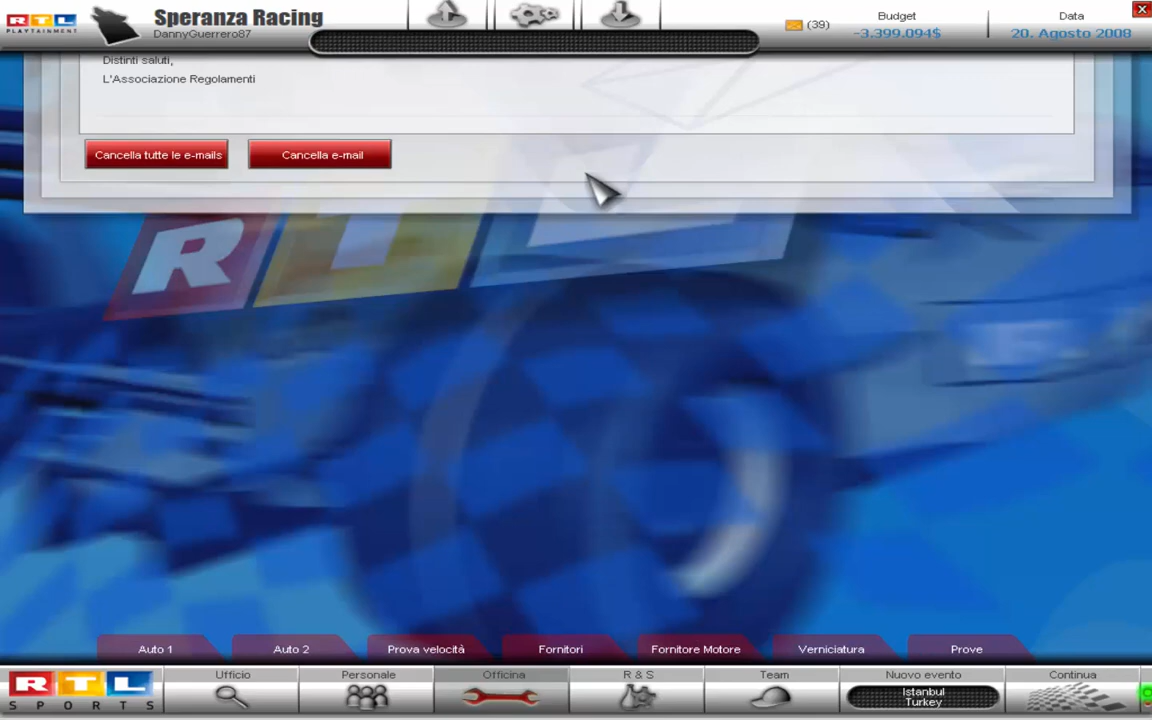 RTL
PLAYTAINMENT
Speranza Racing
DannyGuerrero87
(39)
Budget
-3.399.094$
Data
20. Agosto 2008
Distinti saluti,
L'Associazione Regolamenti
Cancella tutte le e-mails
Cancella e-mail
RTL
Auto 1
Auto 2
Prova velocità
Fornitori
Fornitore Motore
Verniciatura
Prove
RTL
SPORTS
Ufficio
Personale
Officina
R & S
Team
Nuovo evento
Istanbul
Turkey
Continua